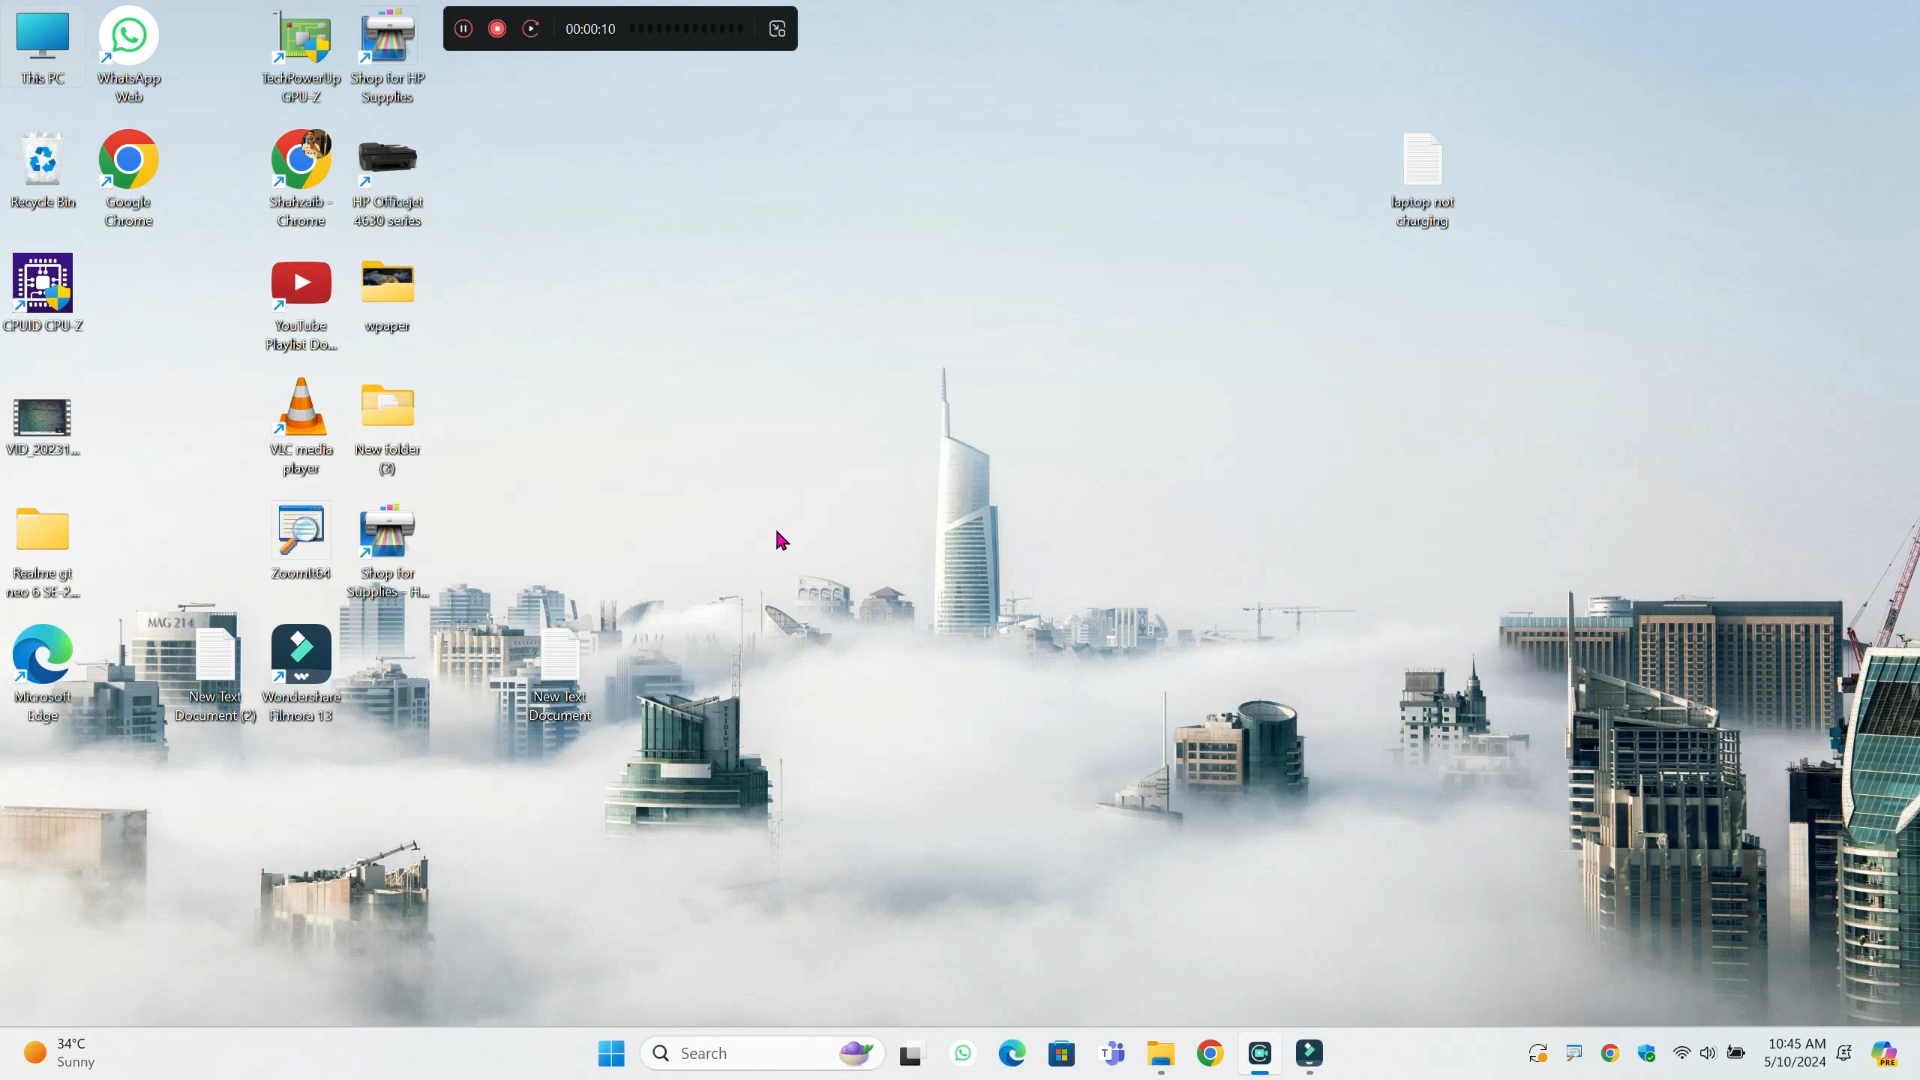 00:00:10
This PC
WhatsApp
Web
TechPowerUp
GPU-Z
Shop for HP
Supplies
Recycle Bin
Google
Chrome
Shahzaib -
Chrome
HP Officejet
4630 series
laptop not
charging
CPUID CPU-Z
YouTube
Playlist Do...
wpaper
VID_20231...
VLC media
player
New folder
(3)
Realme gt
neo 6 SE-2...
ZoomIt64
Shop for
Supplies - H...
MAG 214
Microsoft
Edge
New Text
Document (2)
Wondershare
Filmora 13
New Text
Document
34°C
Sunny
Search
10:45 AM
5/10/2024
PRE